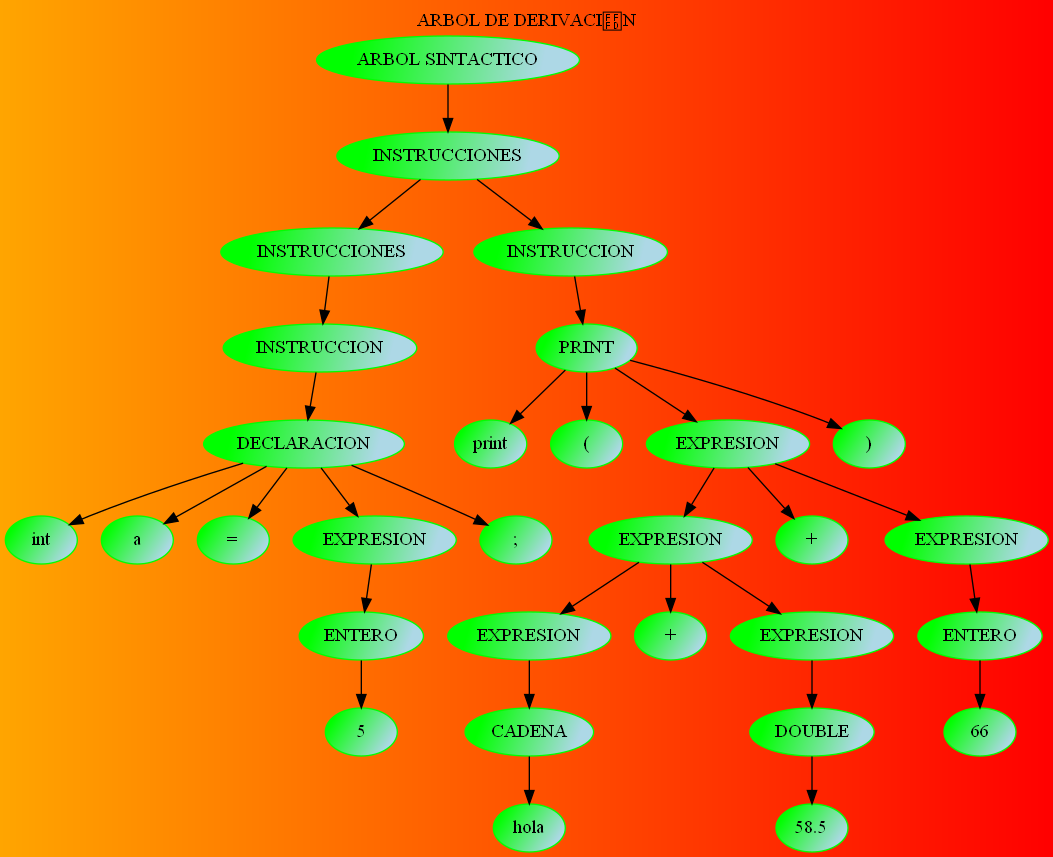 ARBOL DE DERIVACI��N
ARBOL SINTACTICO
INSTRUCCIONES
INSTRUCCIONES INSTRUCCION
INSTRUCCION PRINT
DECLARACION print ( EXPRESION )
int a = EXPRESION ; EXPRESION + EXPRESION
ENTERO EXPRESION + EXPRESION ENTERO
5 CADENA DOUBLE 66
hola 58.5